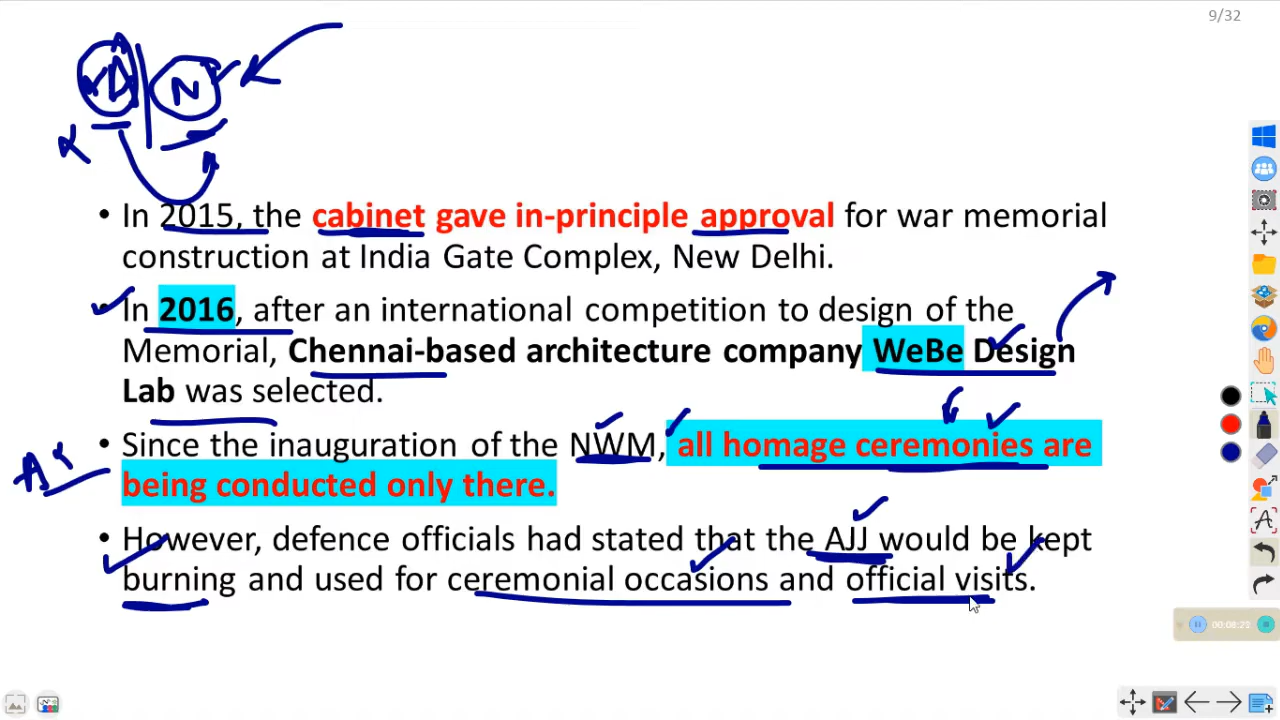 9/32
N
• In 2015, the cabinet gave in-principle approval for war memorial
construction at India Gate Complex, New Delhi.
• In 2016, after an international competition to design of the
Memorial, Chennai-based architecture company WeBe Design
Lab was selected.
• Since the inauguration of the NWM, all homage ceremonies are
being conducted only there.
• However, defence officials had stated that the AJJ would be kept
burning and used for ceremonial occasions and official visits.